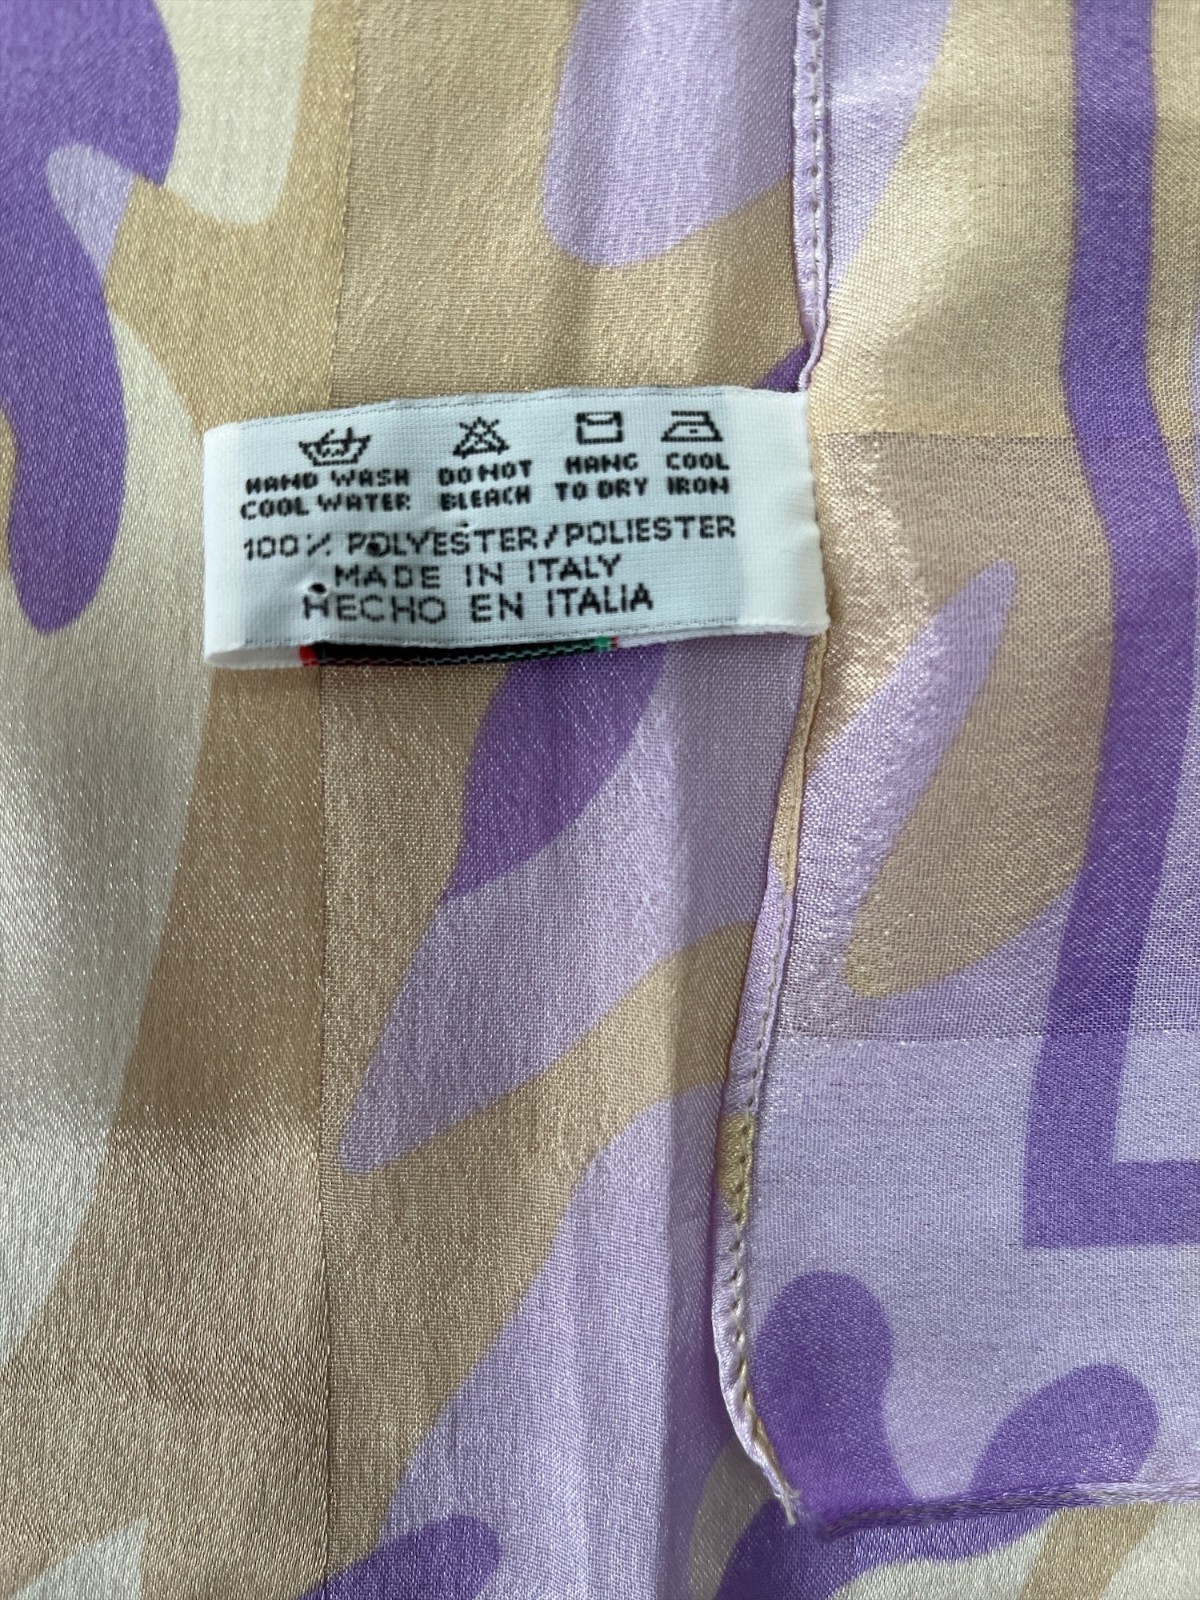 HAND WASH DO NOT HANG COOL
COOL WATER BLEACH TO DRY IRON
100% POLYESTER/POLIESTER
MADE IN ITALY
HECHO EN ITALIA